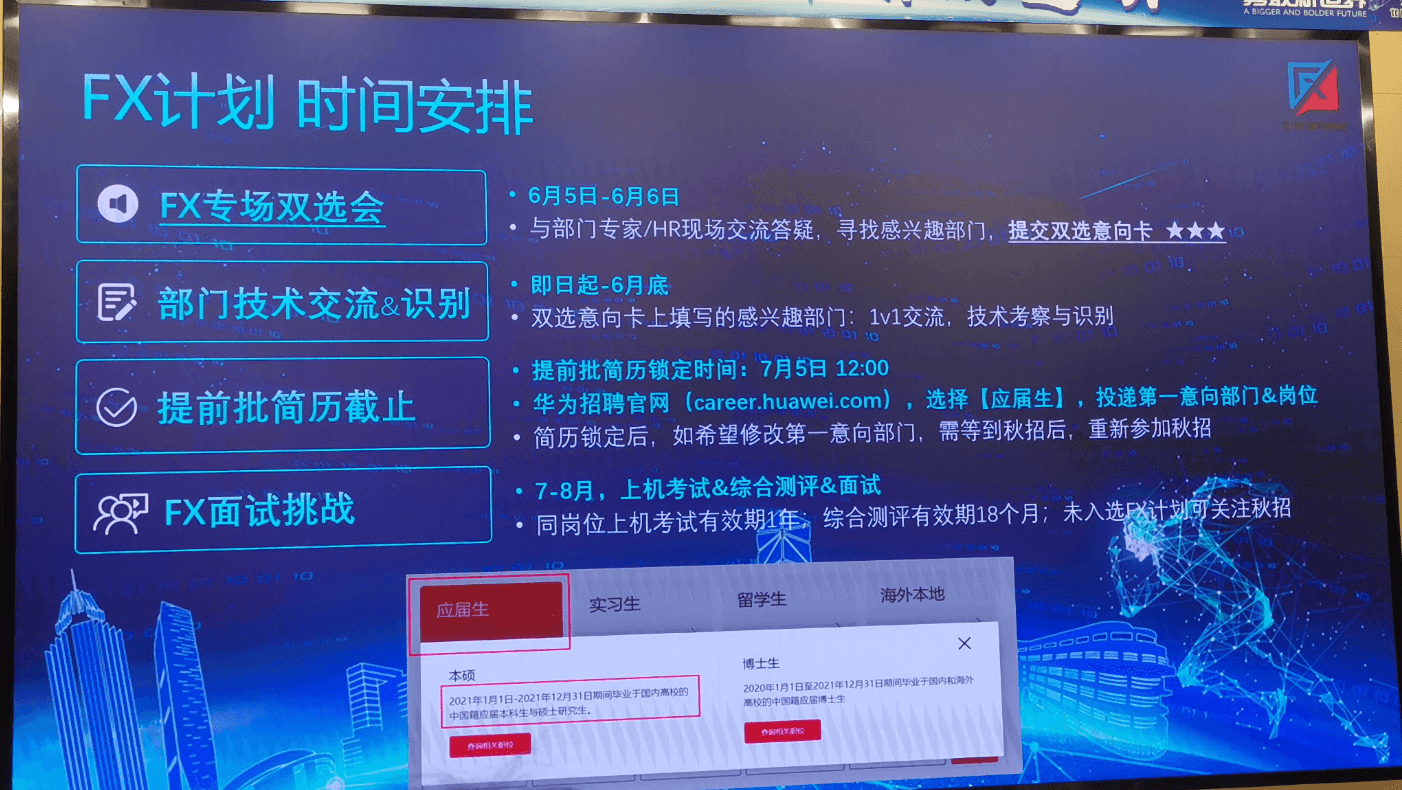 A BIGGER AND BOLDER FUTURE
FX计划 时间安排
FX专场双选会
• 6月5日-6月6日
• 与部门专家/HR现场交流答疑，寻找感兴趣部门，提交双选意向卡 ★★★
部门技术交流&识别
• 即日起-6月底
• 双选意向卡上填写的感兴趣部门：1v1交流，技术考察与识别
提前批简历截止
• 提前批简历锁定时间：7月5日 12:00
• 华为招聘官网（career.huawei.com），选择【应届生】，投递第一意向部门&岗位
• 简历锁定后，如希望修改第一意向部门，需等到秋招后，重新参加秋招
FX面试挑战
• 7-8月，上机考试&综合测评&面试
• 同岗位上机考试有效期1年；综合测评有效期18个月；未入选FX计划可关注秋招
应届生 实习生 留学生 海外本地
本硕
2021年1月1日-2021年12月31日期间毕业于国内高校的
中国籍应届本科生与硕士研究生。
查询相关职位
博士生
2020年1月1日至2021年12月31日期间毕业于国内和海外
高校的中国籍应届博士生
查询相关职位